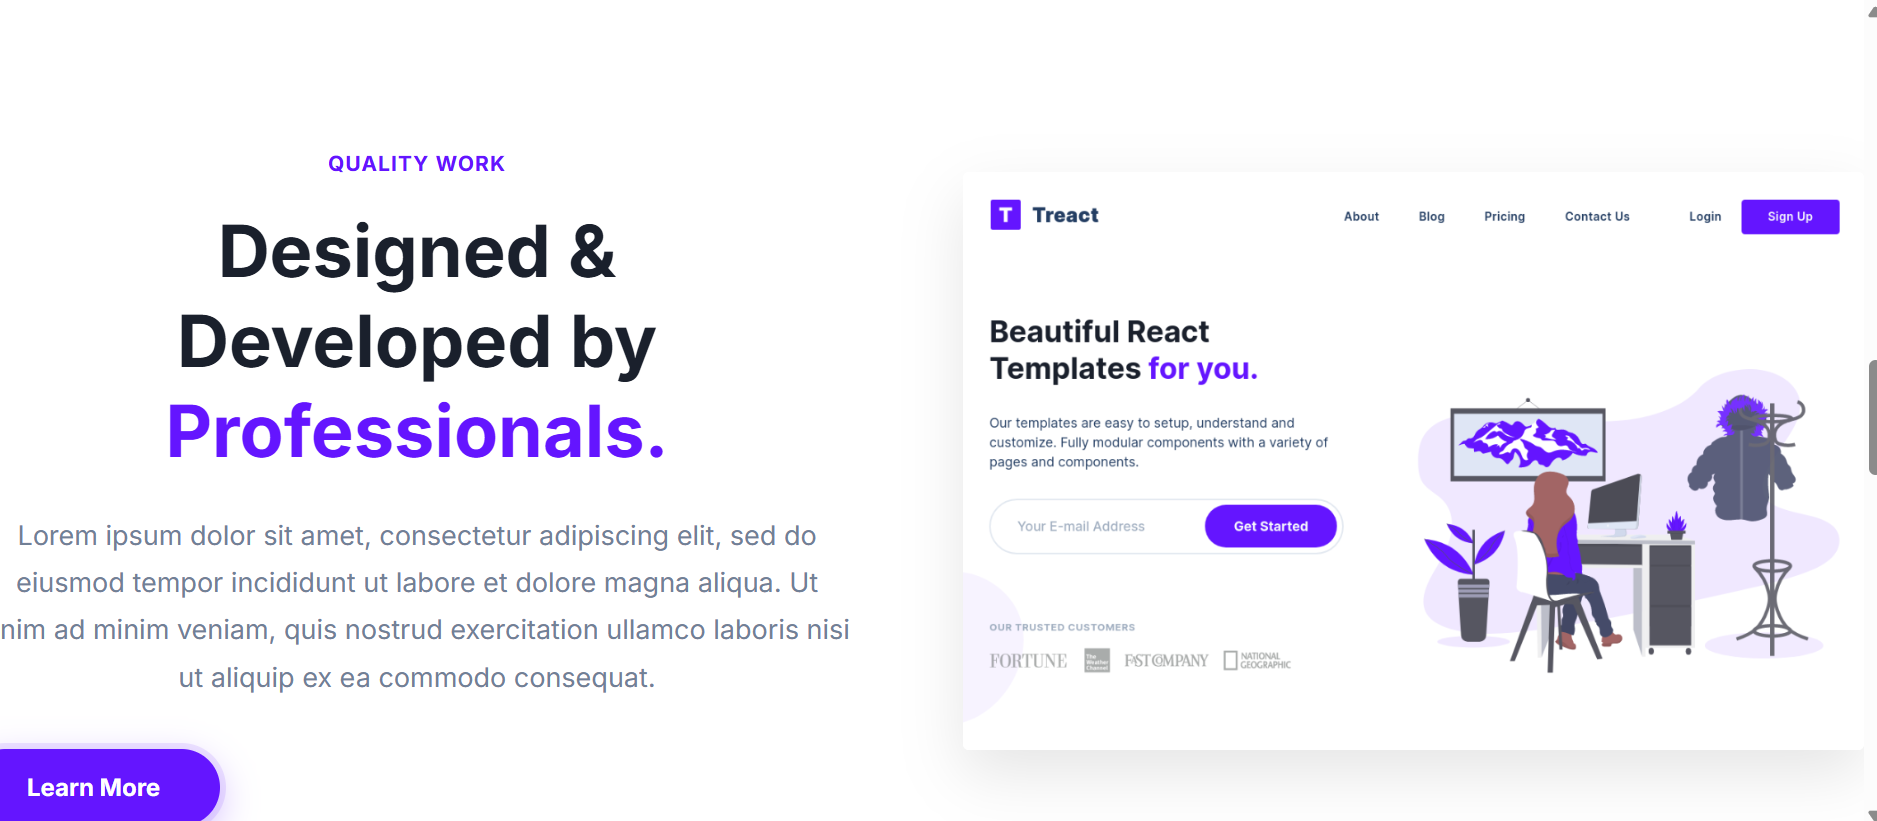 QUALITY WORK
Designed &
Developed by
Professionals.
Lorem ipsum dolor sit amet, consectetur adipiscing elit, sed do
eiusmod tempor incididunt ut labore et dolore magna aliqua. Ut
nim ad minim veniam, quis nostrud exercitation ullamco laboris nisi
ut aliquip ex ea commodo consequat.
Learn More
T Treact
About Blog Pricing Contact Us Login Sign Up
Beautiful React
Templates for you.
Our templates are easy to setup, understand and
customize. Fully modular components with a variety of
pages and components.
Your E-mail Address Get Started
OUR TRUSTED CUSTOMERS
FORTUNE
The
Weather
Channel
FAST COMPANY
NATIONAL
GEOGRAPHIC